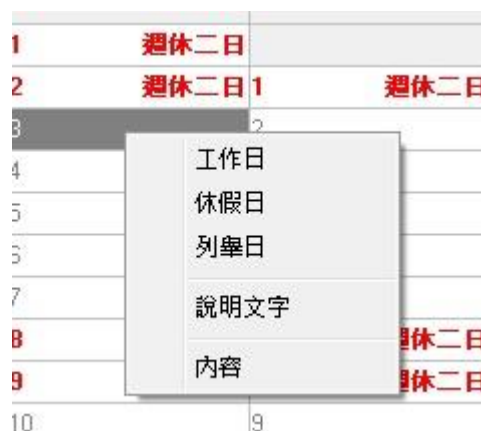 1 週休二日
2 週休二日 1 週休二日
3 2
4 工作日
5 休假日
6 列舉日
7 說明文字
8 週休二日
9 內容 週休二日
10 9